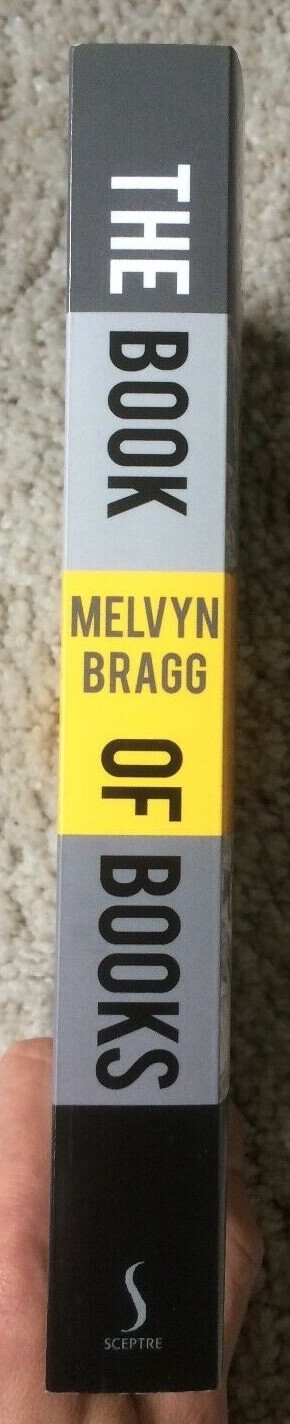 THE
BOOK
MELVYN
BRAGG
OF
BOOKS
SCEPTRE